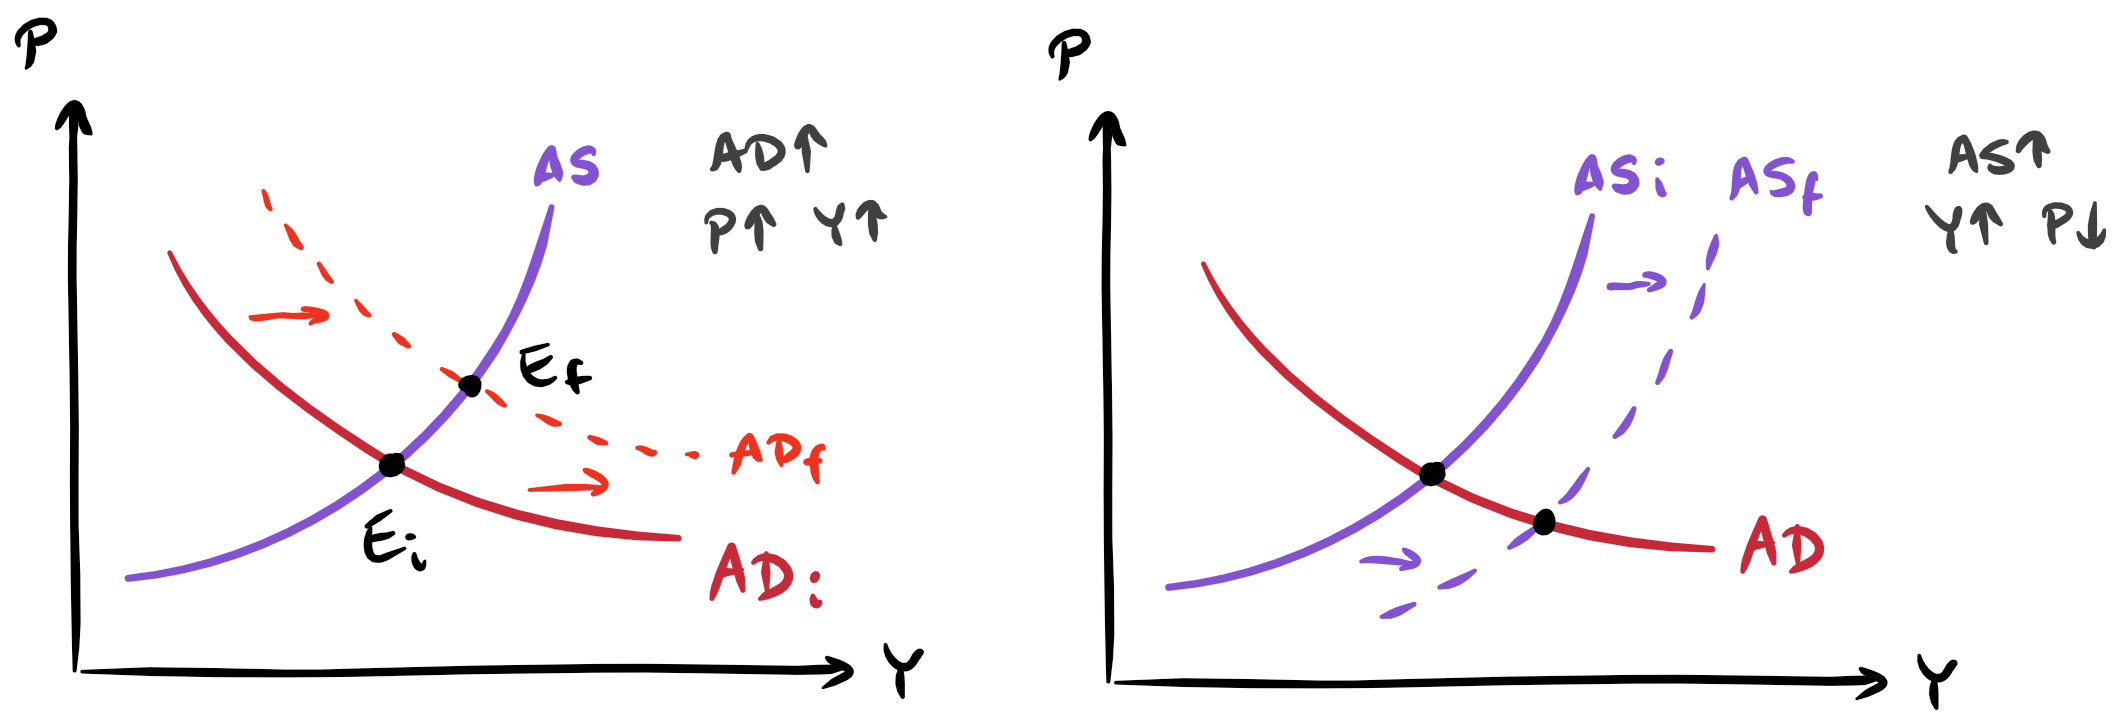 P
AS
AD↑
P↑ Y↑
E_f
AD_f
E_i
AD_i
Y
P
AS_i
AS_f
AS↑
Y↑ P↓
AD
Y